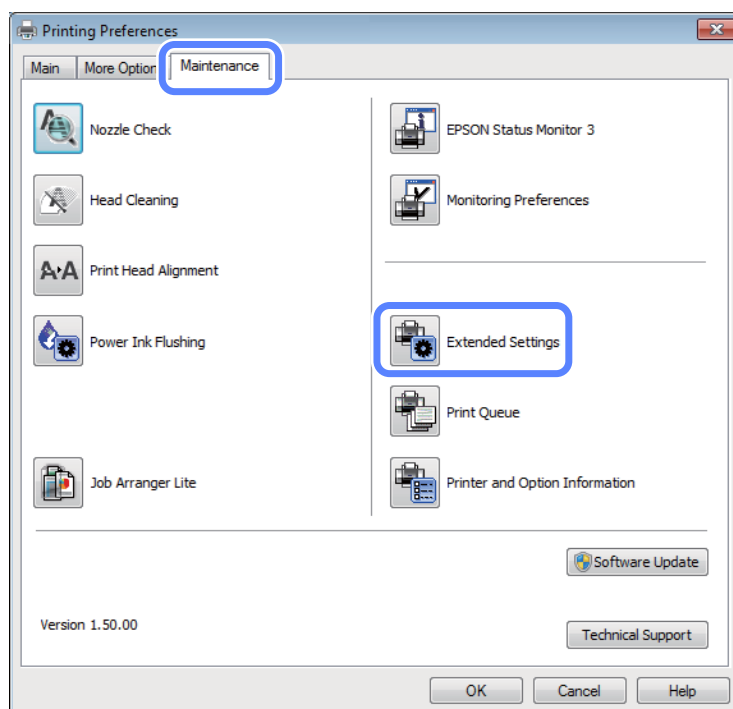 Printing Preferences
Main
More Option
Maintenance
Nozzle Check
Head Cleaning
Print Head Alignment
Power Ink Flushing
Job Arranger Lite
EPSON Status Monitor 3
Monitoring Preferences
Extended Settings
Print Queue
Printer and Option Information
Software Update
Version 1.50.00
Technical Support
OK
Cancel
Help